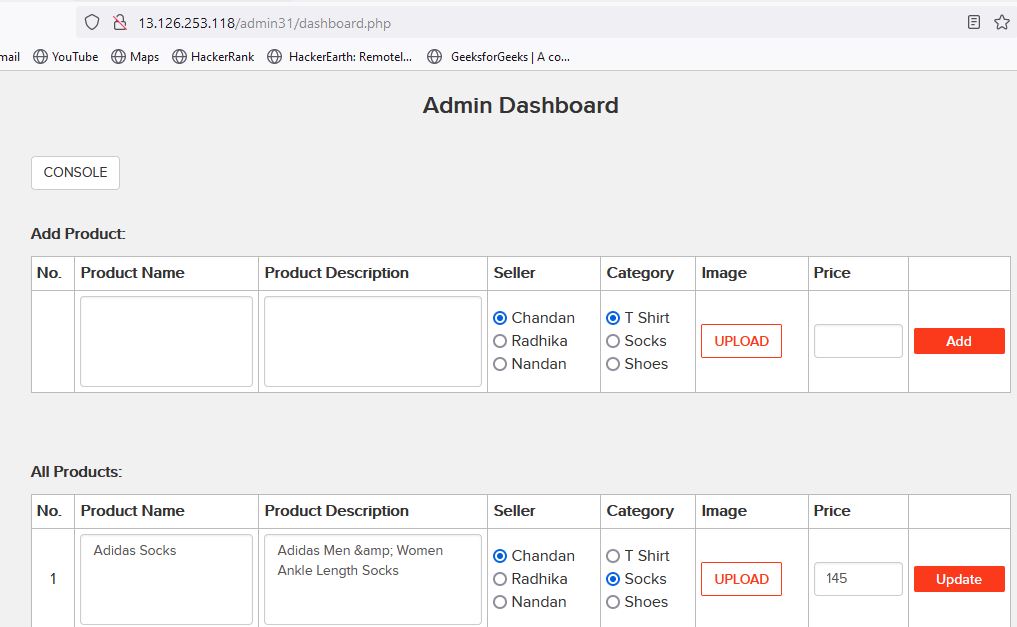 13.126.253.118/admin31/dashboard.php
mail YouTube Maps HackerRank HackerEarth: Remotel... GeeksforGeeks | A co...
Admin Dashboard
CONSOLE
Add Product:
No. Product Name Product Description Seller Category Image Price
Chandan T Shirt
Radhika Socks UPLOAD Add
Nandan Shoes
All Products:
No. Product Name Product Description Seller Category Image Price
Adidas Socks Adidas Men &amp; Women Chandan T Shirt
Ankle Length Socks
1 Radhika Socks UPLOAD 145 Update
Nandan Shoes